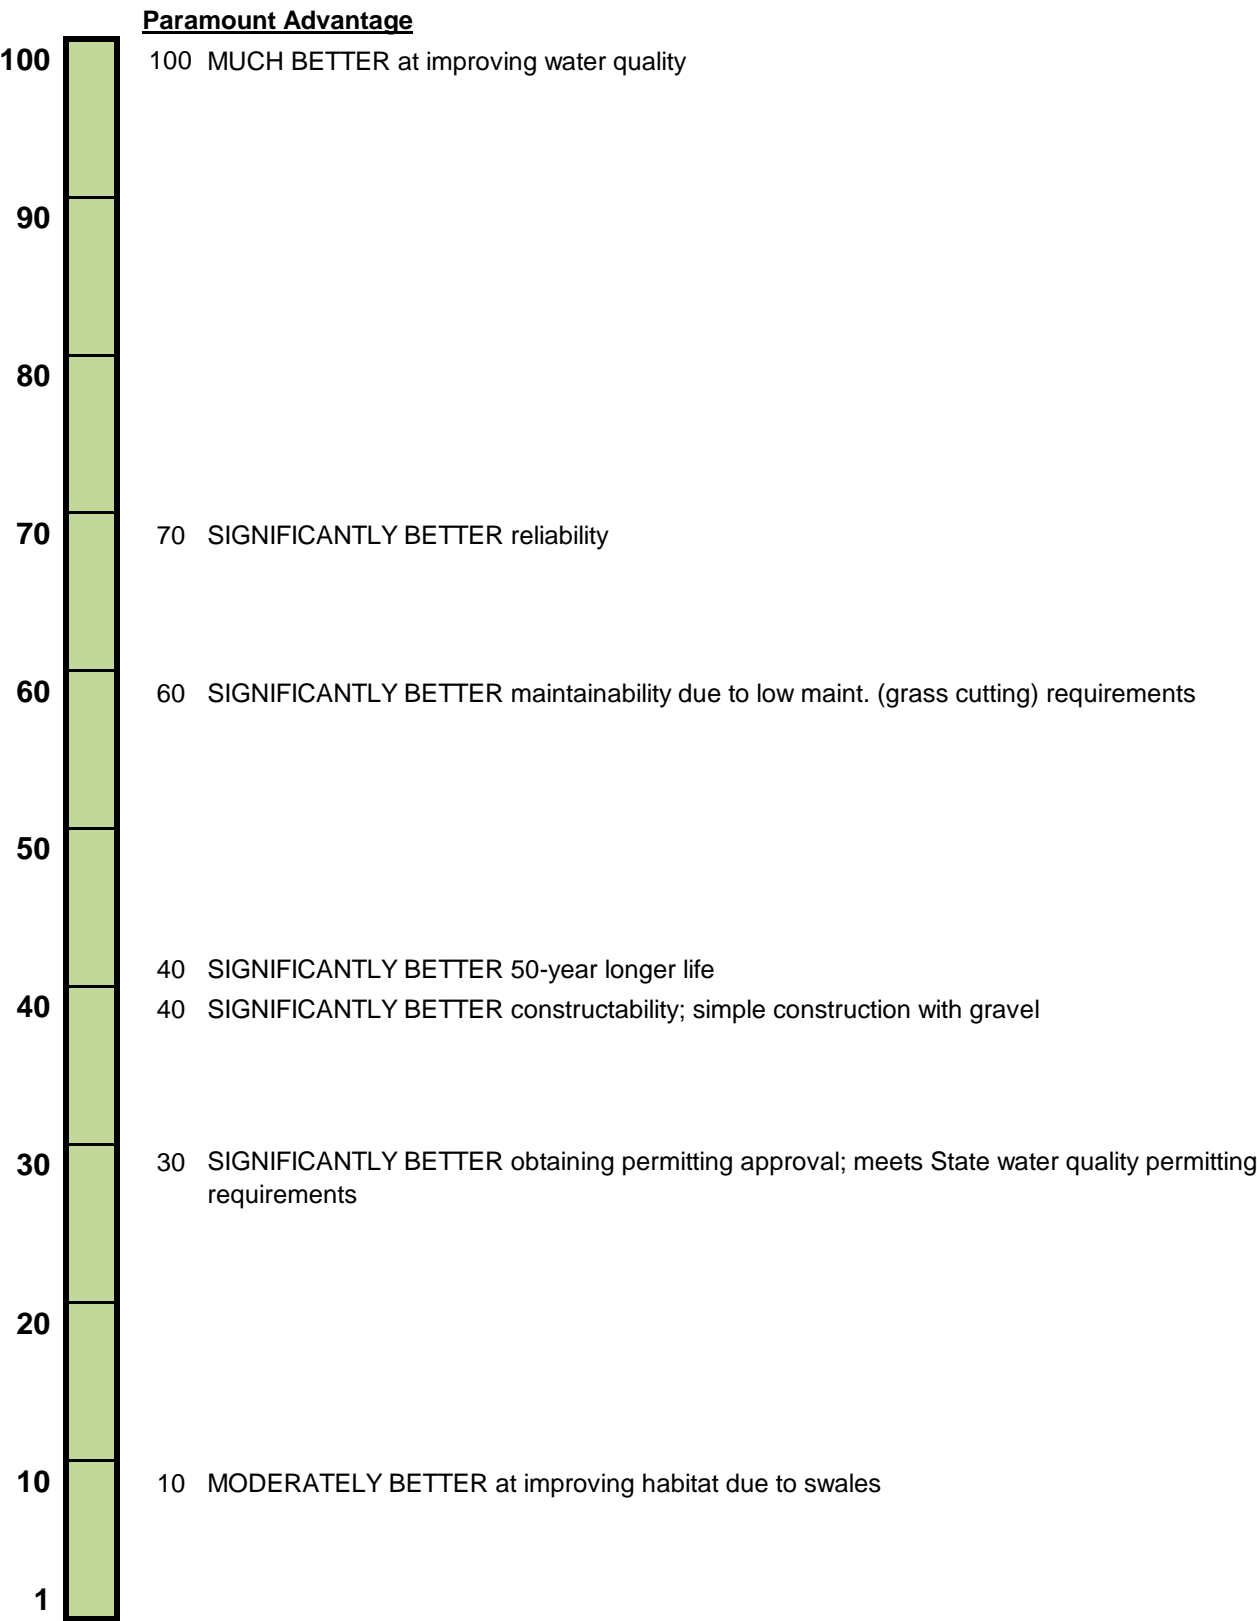 Paramount Advantage
100 100 MUCH BETTER at improving water quality
90
80
70 70 SIGNIFICANTLY BETTER reliability
60 60 SIGNIFICANTLY BETTER maintainability due to low maint. (grass cutting) requirements
50
40 SIGNIFICANTLY BETTER 50-year longer life
40 40 SIGNIFICANTLY BETTER constructability; simple construction with gravel
30 30 SIGNIFICANTLY BETTER obtaining permitting approval; meets State water quality permitting
requirements
20
10 10 MODERATELY BETTER at improving habitat due to swales
1